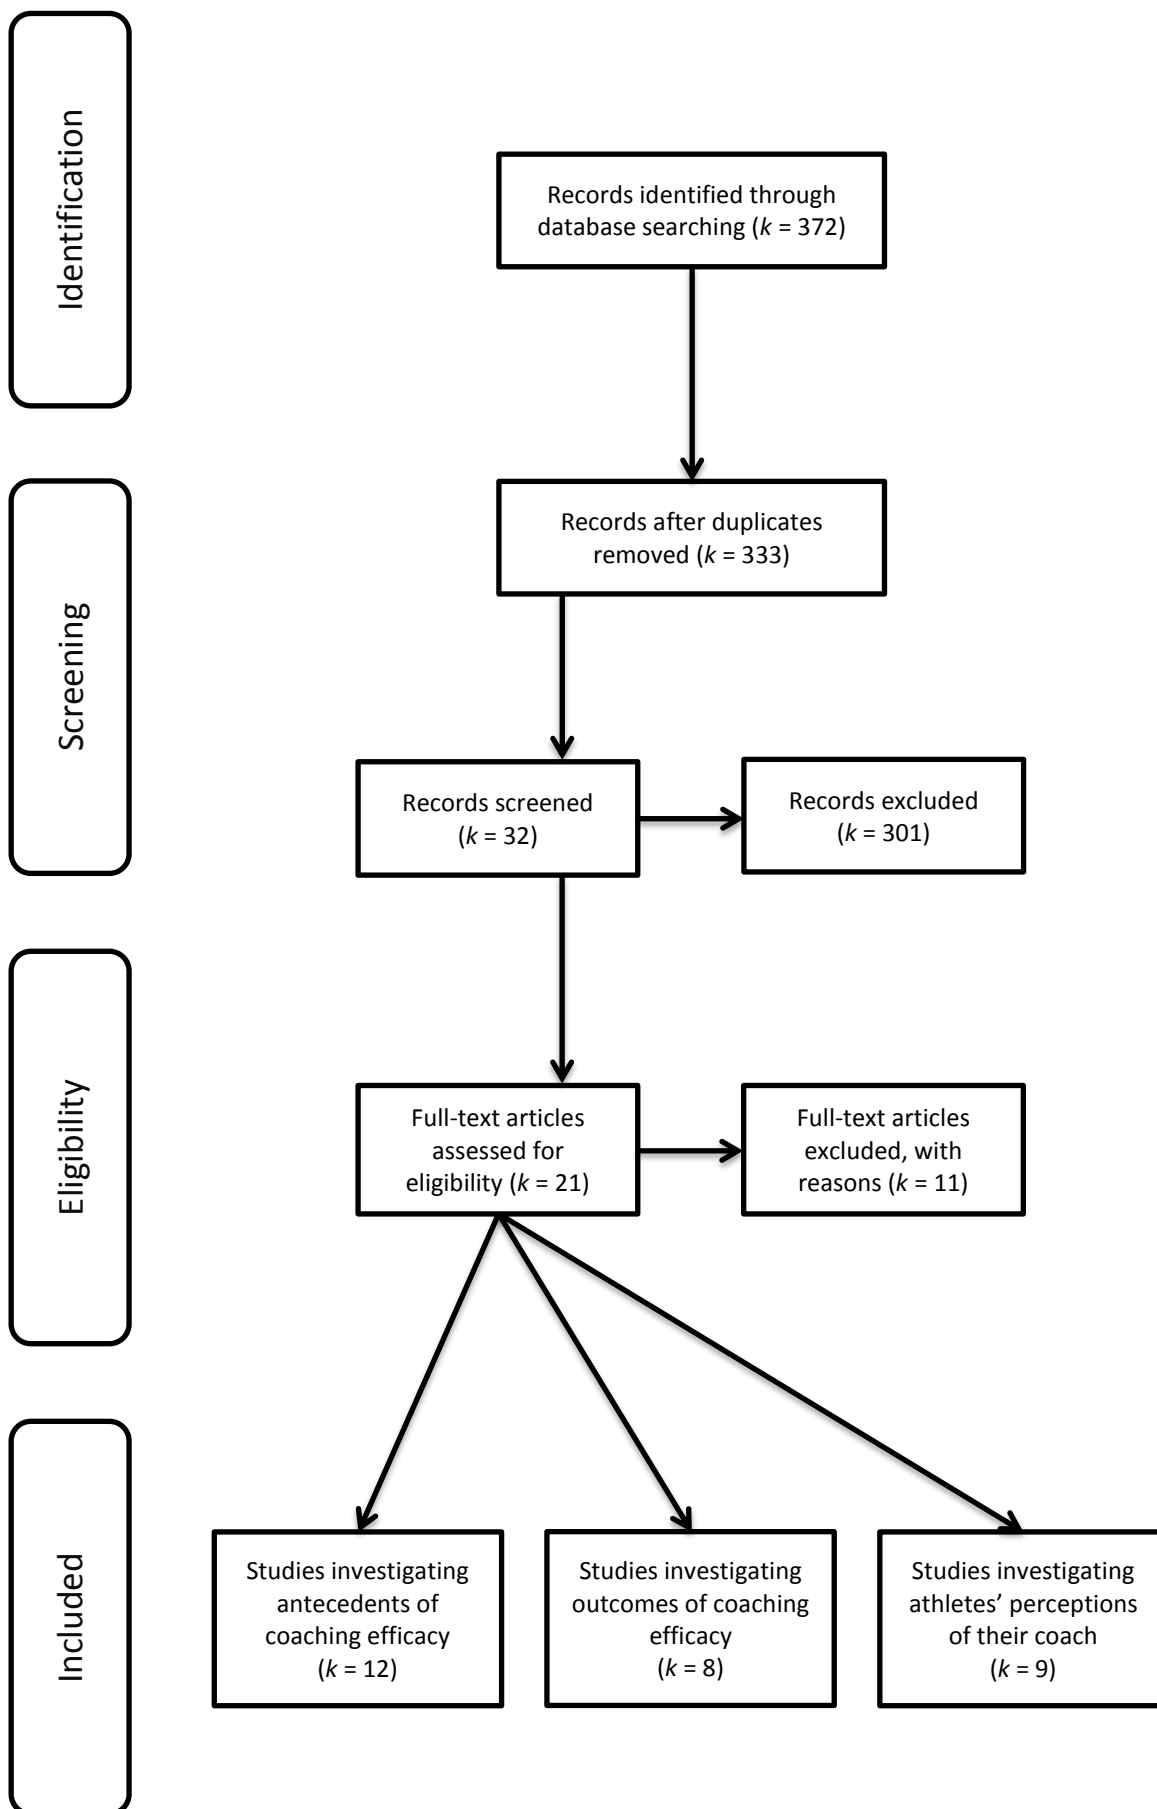 Identification
Records identified through
database searching (k = 372)
Screening
Records after duplicates
removed (k = 333)
Records screened
(k = 32)
Records excluded
(k = 301)
Eligibility
Full-text articles
assessed for
eligibility (k = 21)
Full-text articles
excluded, with
reasons (k = 11)
Included
Studies investigating
antecedents of
coaching efficacy
(k = 12)
Studies investigating
outcomes of coaching
efficacy
(k = 8)
Studies investigating
athletes’ perceptions
of their coach
(k = 9)